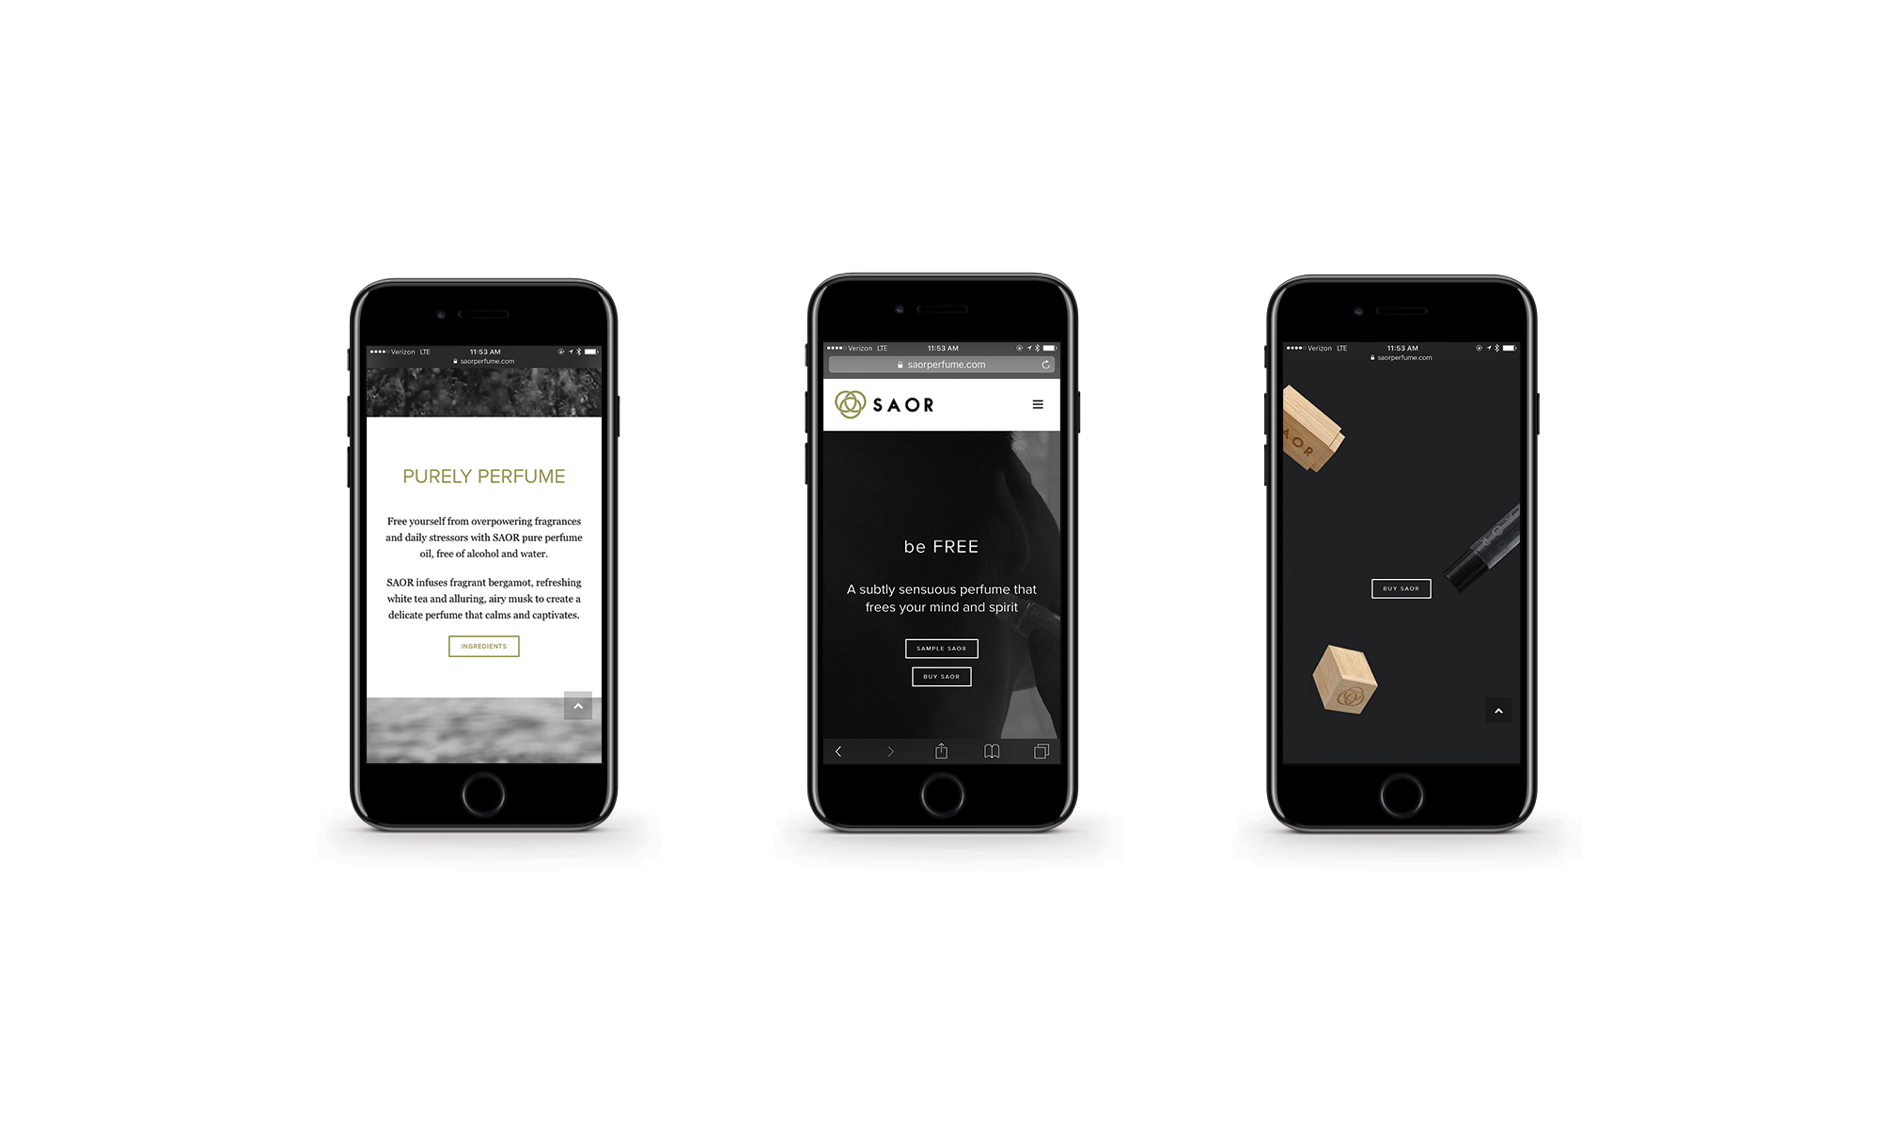 Verizon LTE 11:53 AM
saorperfume.com
PURELY PERFUME
Free yourself from overpowering fragrances
and daily stressors with SAOR pure perfume
oil, free of alcohol and water.
SAOR infuses fragrant bergamot, refreshing
white tea and alluring, airy musk to create a
delicate perfume that calms and captivates.
INGREDIENTS
Verizon LTE 11:53 AM
saorperfume.com
SAOR
be FREE
A subtly sensuous perfume that
frees your mind and spirit
SAMPLE SAOR
BUY SAOR
Verizon LTE 11:53 AM
saorperfume.com
AOR
BUY SAOR